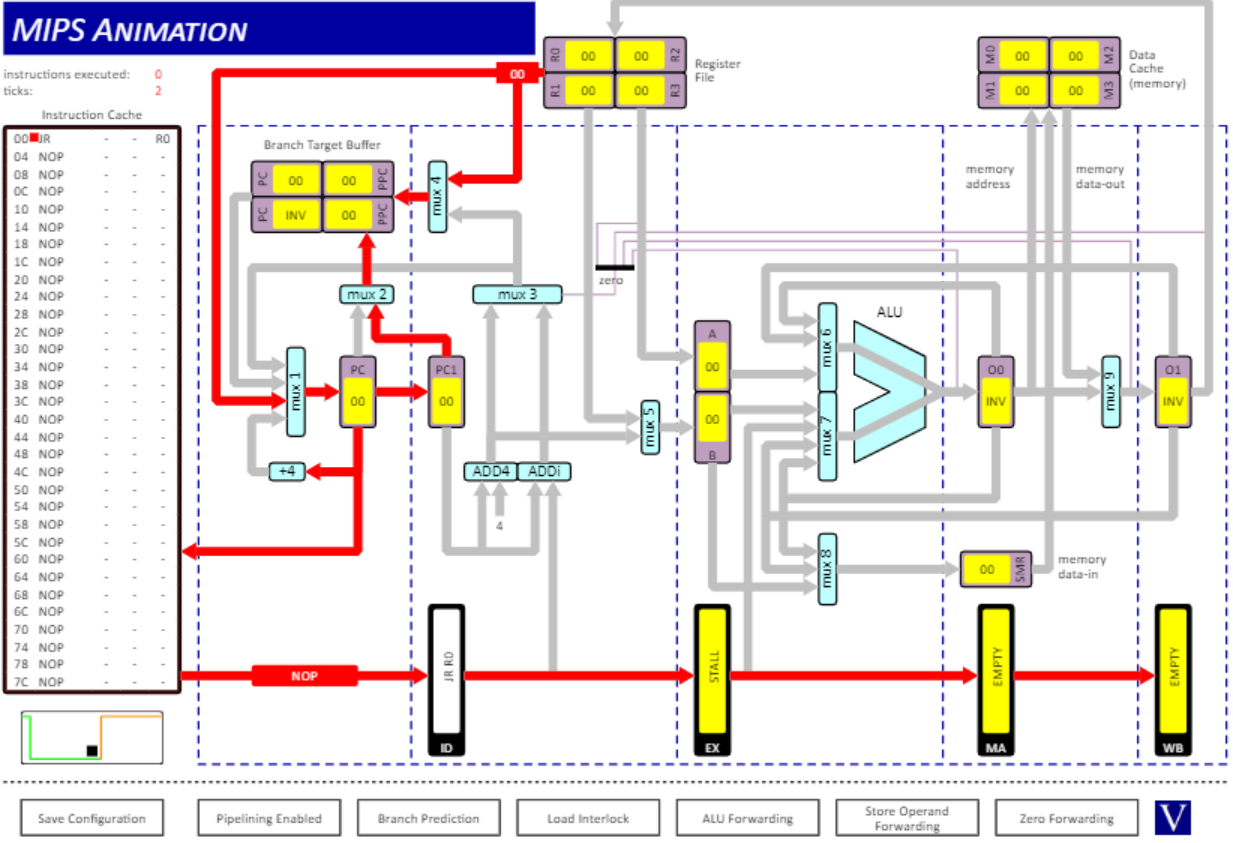 MIPS ANIMATION
instructions executed: 0
ticks: 2
Instruction Cache
00 JR - - R0
04 NOP - - -
08 NOP - - -
0C NOP - - -
10 NOP - - -
14 NOP - - -
18 NOP - - -
1C NOP - - -
20 NOP - - -
24 NOP - - -
28 NOP - - -
2C NOP - - -
30 NOP - - -
34 NOP - - -
38 NOP - - -
3C NOP - - -
40 NOP - - -
44 NOP - - -
48 NOP - - -
4C NOP - - -
50 NOP - - -
54 NOP - - -
58 NOP - - -
5C NOP - - -
60 NOP - - -
64 NOP - - -
68 NOP - - -
6C NOP - - -
70 NOP - - -
74 NOP - - -
78 NOP - - -
7C NOP - - -
00
R0 00 00 R2
R1 00 00 R3
Register
File
M0 00 00 M2
M1 00 00 M3
Data
Cache
(memory)
Branch Target Buffer
PC 00 00 PPC
PC INV 00 PPC
mux 4
memory
address
memory
data-out
zero
mux 2
mux 3
mux 1
PC
00
PC1
00
+4
ADD4
ADDi
4
mux 5
A
00
00
B
mux 6
mux 7
ALU
O0
INV
mux 9
O1
INV
mux 8
00 SMR
memory
data-in
NOP
JR R0
ID
STALL
EX
EMPTY
MA
EMPTY
WB
Save Configuration
Pipelining Enabled
Branch Prediction
Load Interlock
ALU Forwarding
Store Operand
Forwarding
Zero Forwarding
V